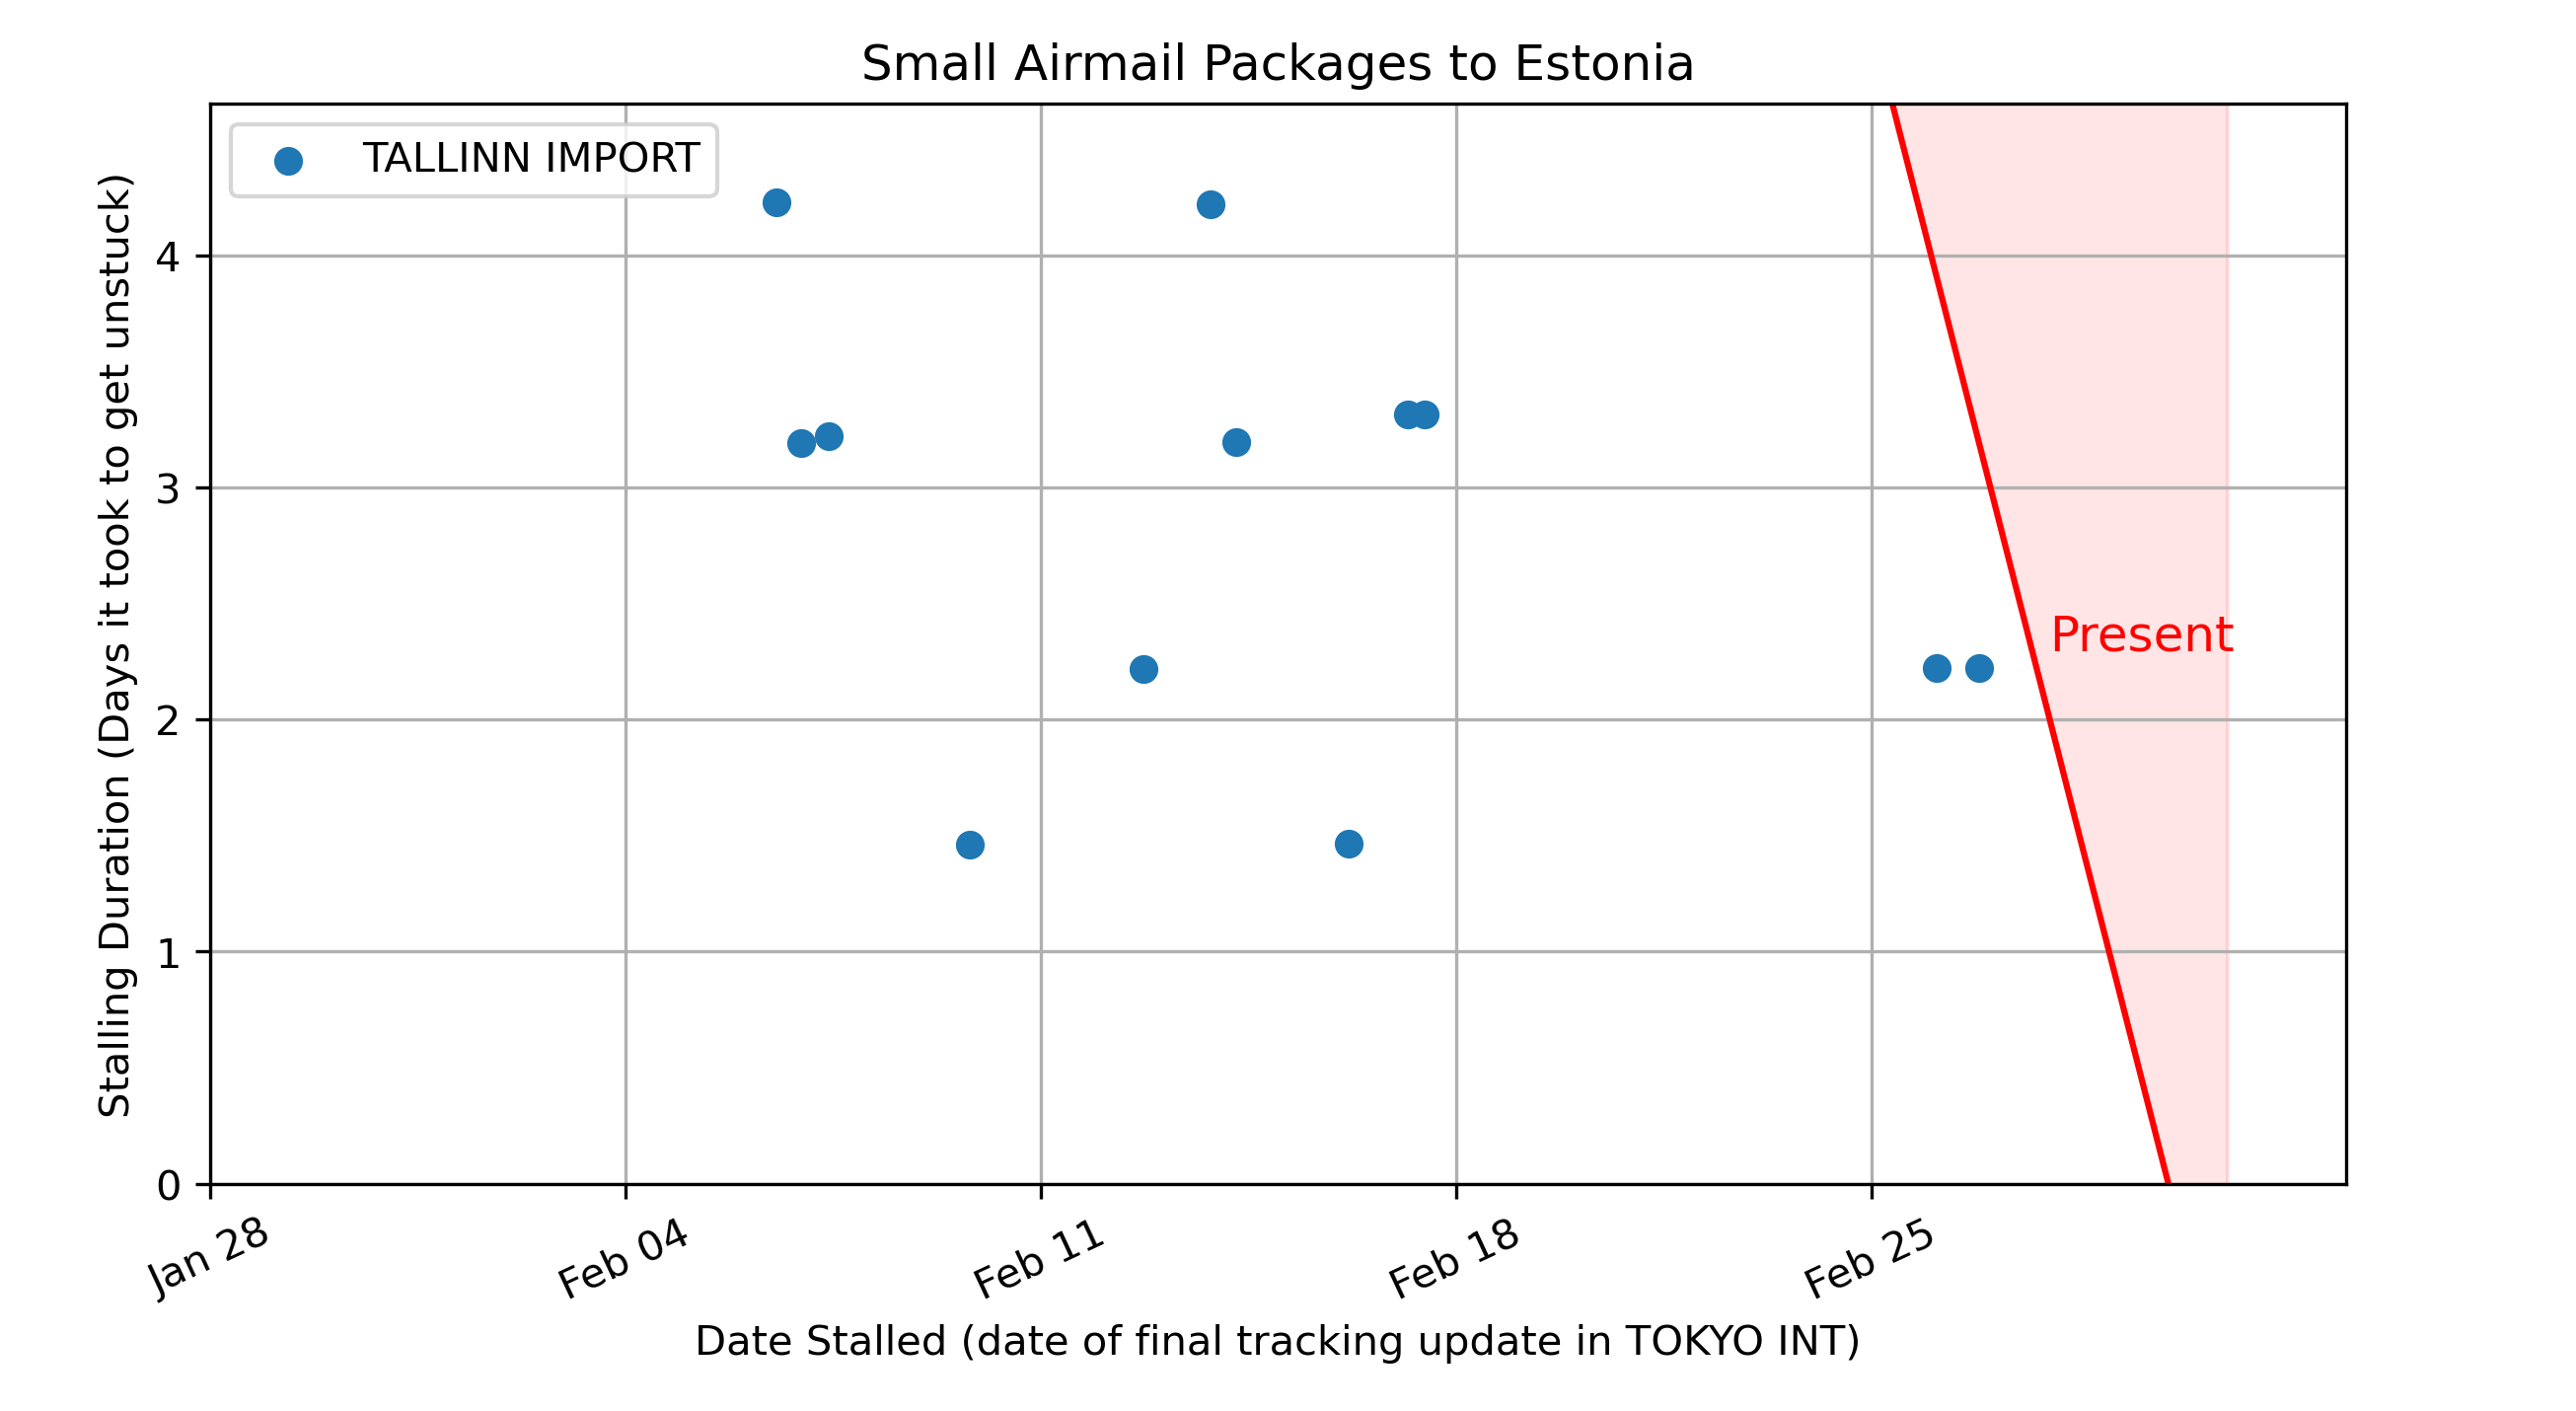 Small Airmail Packages to Estonia
TALLINN IMPORT
Stalling Duration (Days it took to get unstuck)
4
3
2
1
0
Present
Jan 28
Feb 04
Feb 11
Feb 18
Feb 25
Date Stalled (date of final tracking update in TOKYO INT)